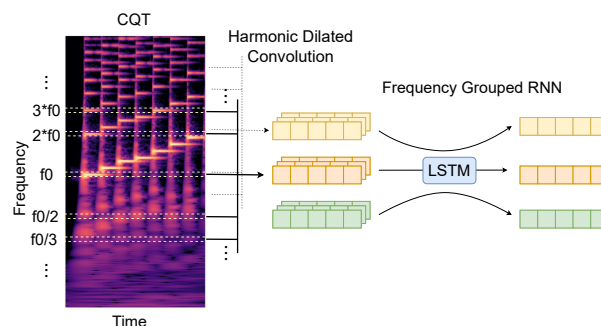 CQT
Harmonic Dilated
Convolution
Frequency Grouped RNN
Frequency
...
3*f0
2*f0
f0
f0/2
f0/3
...
...
...
LSTM
Time